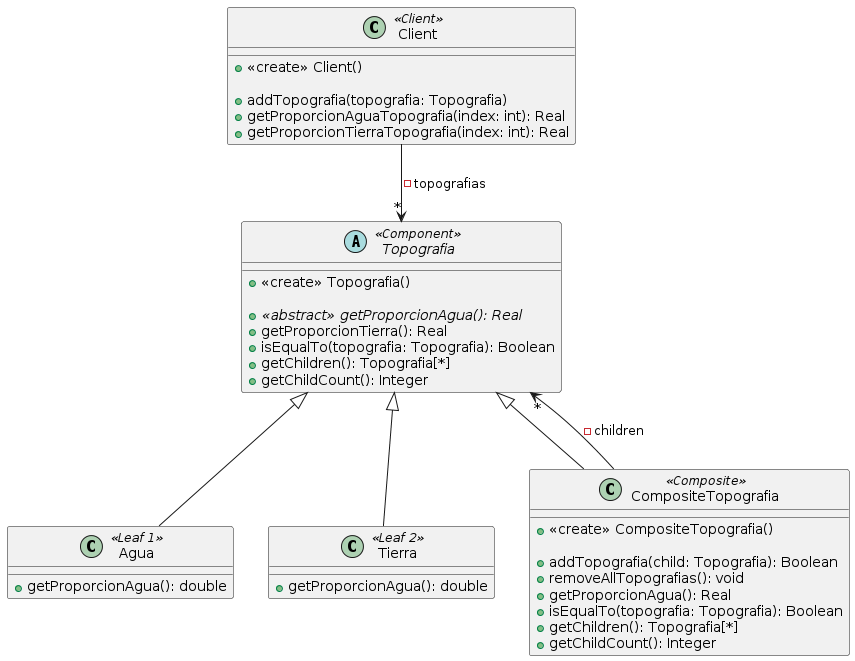 «Client»
C
Client
«create» Client()
addTopografia(topografia: Topografia)
getProporcionAguaTopografia(index: int): Real
getProporcionTierraTopografia(index: int): Real
topografias
*
«Component»
A
Topografia
«create» Topografia()
«abstract» getProporcionAgua(): Real
getProporcionTierra(): Real
isEqualTo(topografia: Topografia): Boolean
getChildren(): Topografia[*]
getChildCount(): Integer
*
children
«Leaf 1»
C
Agua
getProporcionAgua(): double
«Leaf 2»
C
Tierra
getProporcionAgua(): double
«Composite»
C
CompositeTopografia
«create» CompositeTopografia()
addTopografia(child: Topografia): Boolean
removeAllTopografias(): void
getProporcionAgua(): Real
isEqualTo(topografia: Topografia): Boolean
getChildren(): Topografia[*]
getChildCount(): Integer